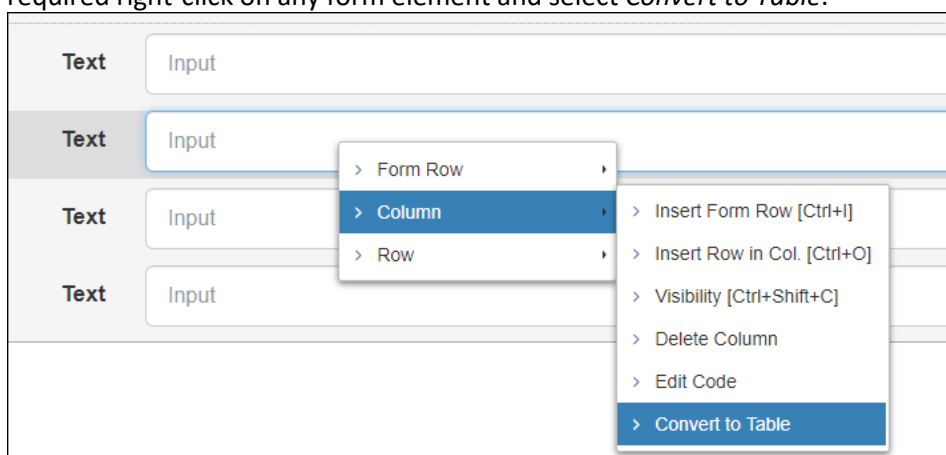 required right-click on any form element and select Convert to Table.
Text Input
Text Input
> Form Row
Text Input
> Column
> Insert Form Row [Ctrl+I]
> Row
> Insert Row in Col. [Ctrl+O]
Text Input
> Visibility [Ctrl+Shift+C]
> Delete Column
> Edit Code
> Convert to Table